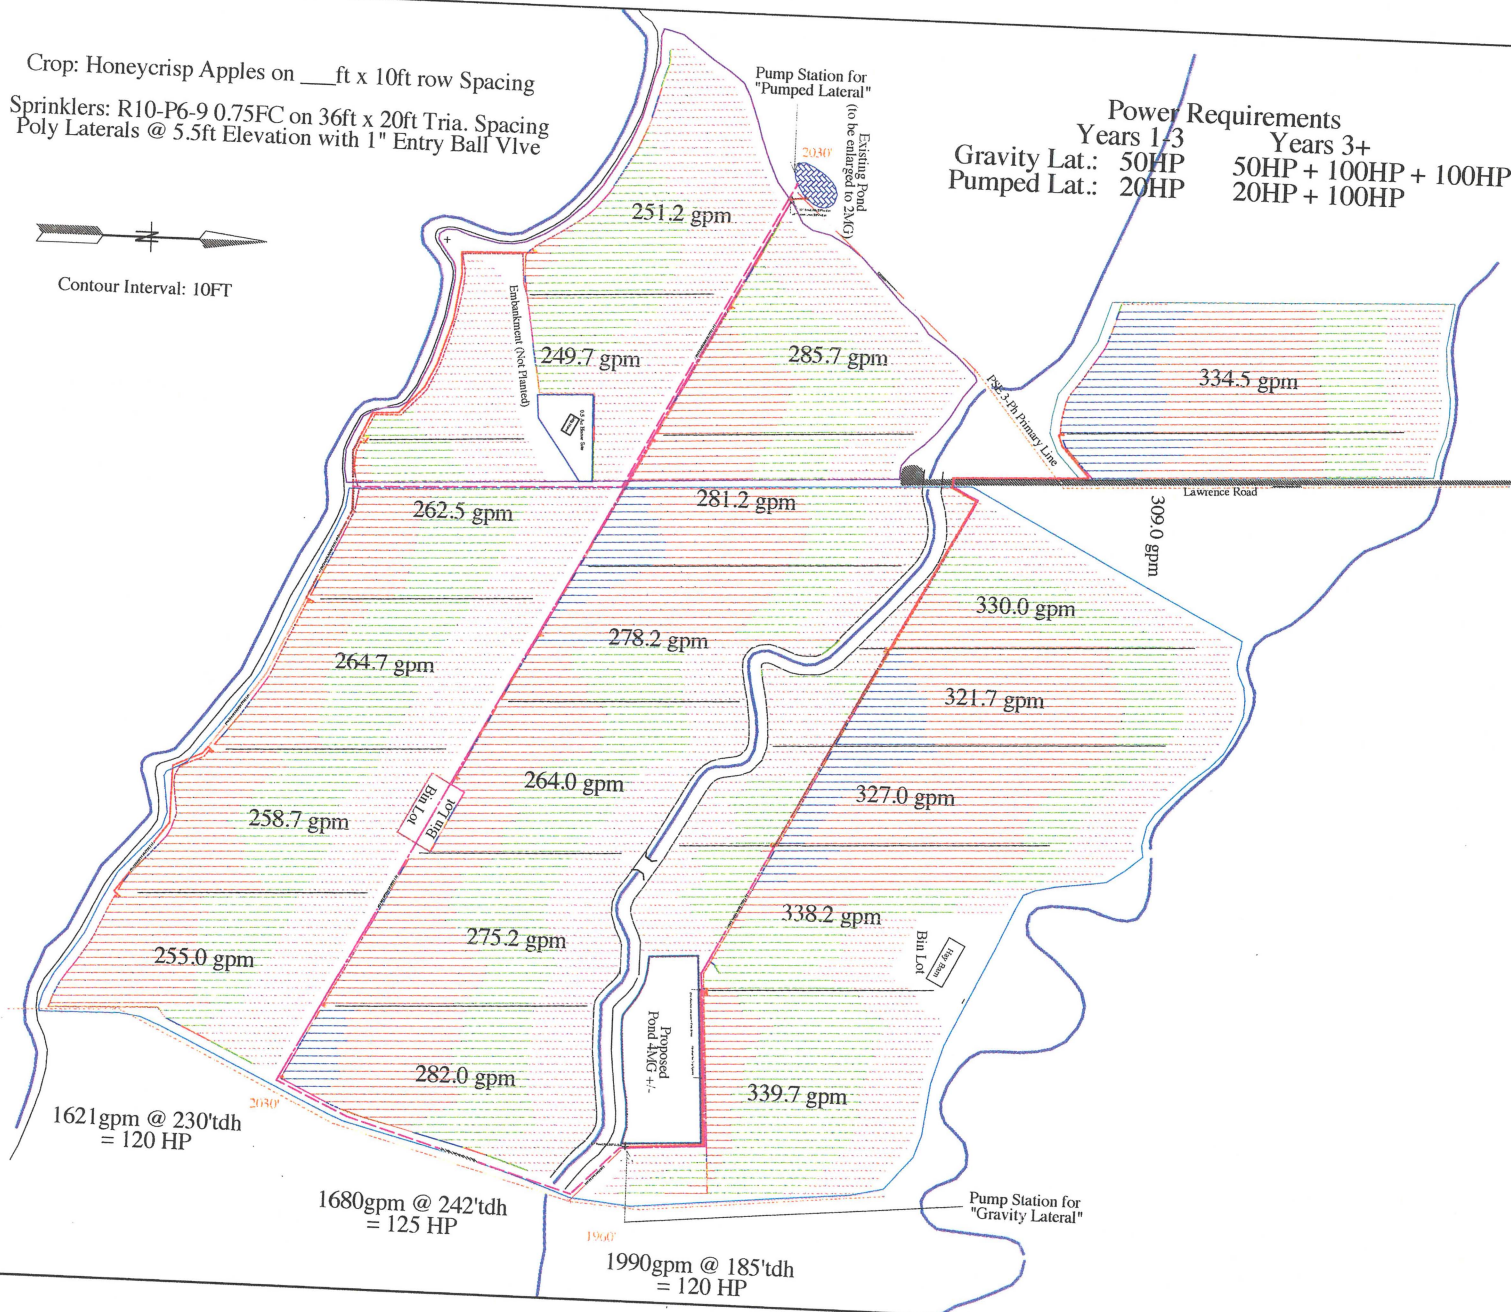 Crop: Honeycrisp Apples on ___ft x 10ft row Spacing
Sprinklers: R10-P6-9 0.75FC on 36ft x 20ft Tria. Spacing
Poly Laterals @ 5.5ft Elevation with 1" Entry Ball Vlve
N
Contour Interval: 10FT
Pump Station for
"Pumped Lateral"
Existing Pond
(to be enlarged to 2MG)
2030'
Power Requirements
Years 1-3 Years 3+
Gravity Lat.: 50HP 50HP + 100HP + 100HP
Pumped Lat.: 20HP 20HP + 100HP
251.2 gpm
Embankment (Not Planted)
249.7 gpm
285.7 gpm
PSE 3-Ph Primary Line
334.5 gpm
Lawrence Road
309.0 gpm
262.5 gpm
281.2 gpm
330.0 gpm
264.7 gpm
278.2 gpm
321.7 gpm
258.7 gpm
Bin Lot
Bin Lot
264.0 gpm
327.0 gpm
255.0 gpm
275.2 gpm
338.2 gpm
Bin Lot
Hay Barn
Proposed
Pond 4MG +/-
282.0 gpm
339.7 gpm
2030'
1621gpm @ 230'tdh
= 120 HP
1680gpm @ 242'tdh
= 125 HP
1960'
1990gpm @ 185'tdh
= 120 HP
Pump Station for
"Gravity Lateral"